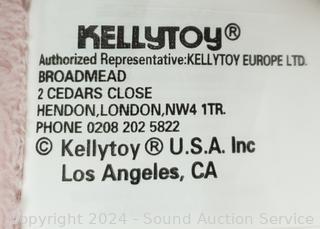 KELLYTOY®
Authorized Representative:KELLYTOY EUROPE LTD.
BROADMEAD
2 CEDARS CLOSE
HENDON,LONDON,NW4 1TR.
PHONE 0208 202 5822
© Kellytoy ® U.S.A. Inc
Los Angeles, CA
Copyright 2024 - Sound Auction Service